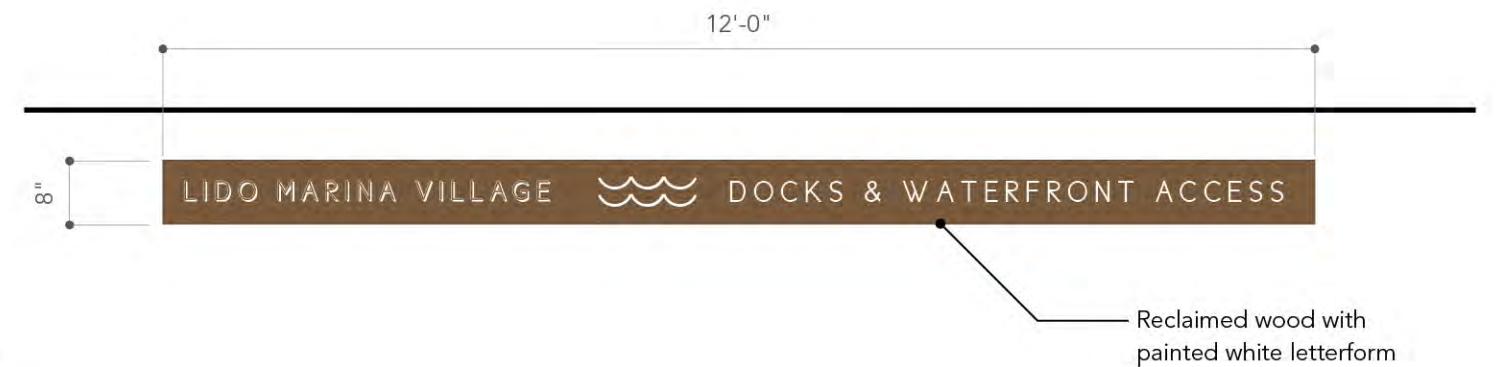 12'-0"
8"
LIDO MARINA VILLAGE DOCKS & WATERFRONT ACCESS
Reclaimed wood with
painted white letterform